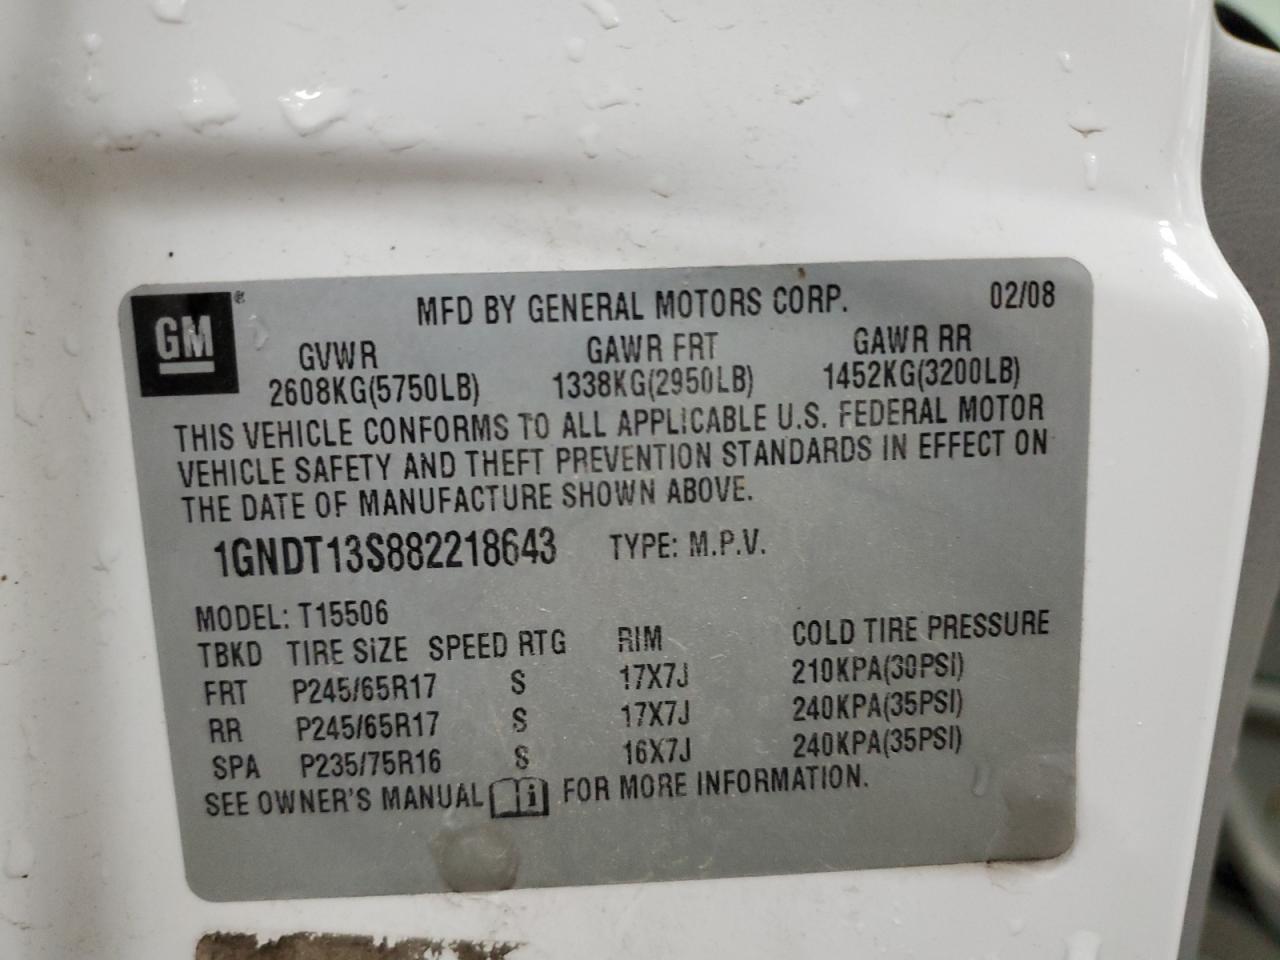 GM®
MFD BY GENERAL MOTORS CORP. 02/08
GVWR GAWR FRT GAWR RR
2608KG(5750LB) 1338KG(2950LB) 1452KG(3200LB)
THIS VEHICLE CONFORMS TO ALL APPLICABLE U.S. FEDERAL MOTOR
VEHICLE SAFETY AND THEFT PREVENTION STANDARDS IN EFFECT ON
THE DATE OF MANUFACTURE SHOWN ABOVE.
1GNDT13S882218643 TYPE: M.P.V.
MODEL: T15506
TBKD TIRE SIZE SPEED RTG RIM COLD TIRE PRESSURE
FRT P245/65R17 S 17X7J 210KPA(30PSI)
RR P245/65R17 S 17X7J 240KPA(35PSI)
SPA P235/75R16 S 16X7J 240KPA(35PSI)
SEE OWNER'S MANUAL i FOR MORE INFORMATION.